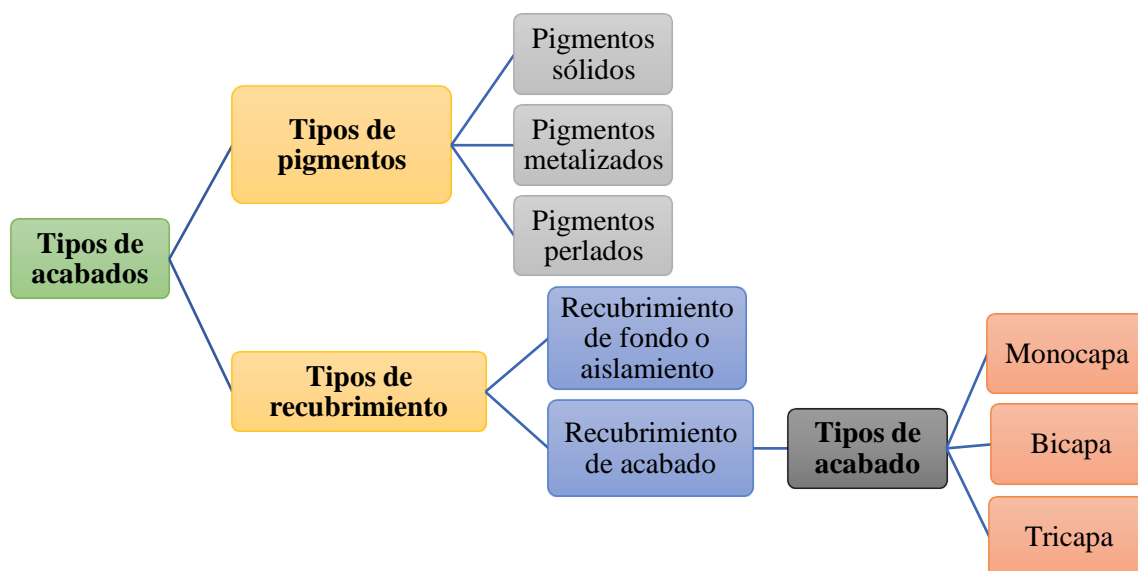 Tipos de
acabados
Tipos de
pigmentos
Pigmentos
sólidos
Pigmentos
metalizados
Pigmentos
perlados
Tipos de
recubrimiento
Recubrimiento
de fondo o
aislamiento
Recubrimiento
de acabado
Tipos de
acabado
Monocapa
Bicapa
Tricapa